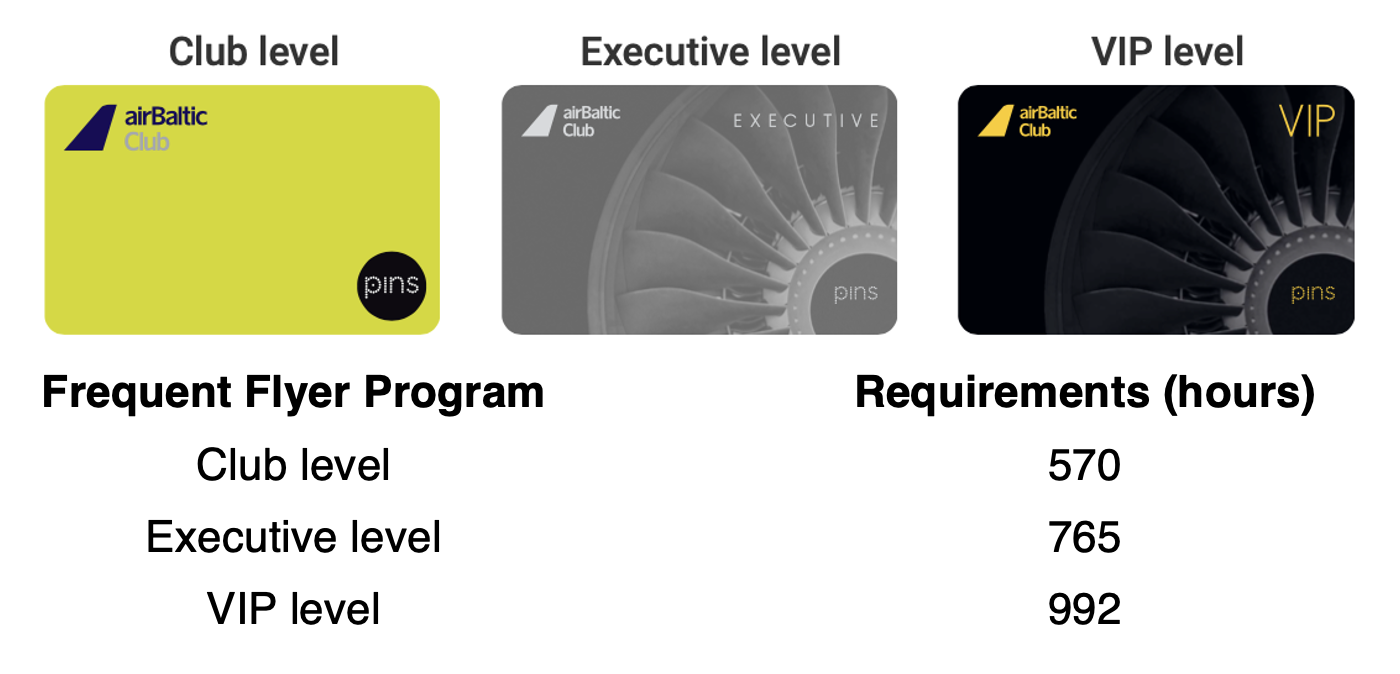 Club level
Executive level
VIP level
airBaltic
Club
pins
airBaltic
Club
EXECUTIVE
pins
airBaltic
Club
VIP
pins
Frequent Flyer Program Requirements (hours)
Club level 570
Executive level 765
VIP level 992